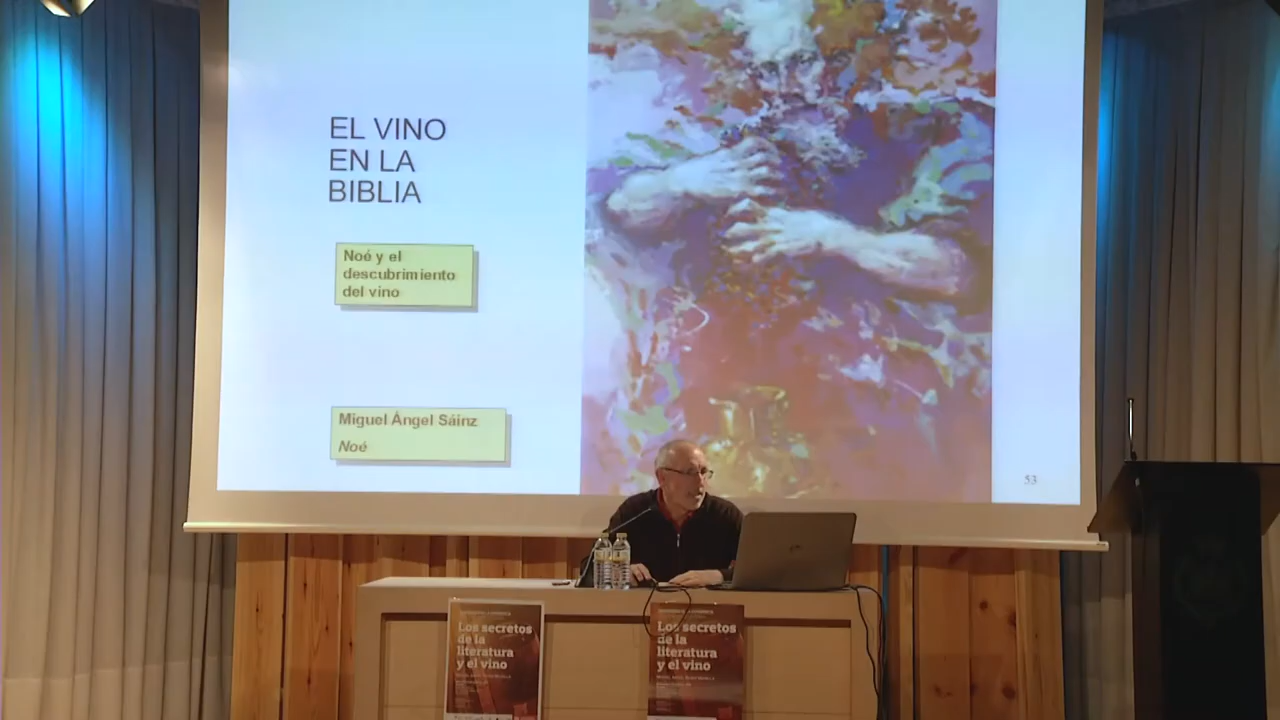 EL VINO
EN LA
BIBLIA
Noé y el
descubrimiento
del vino
Miguel Ángel Sáinz
Noé
53
Los secretos
de la
literatura
y el vino
Los secretos
de la
literatura
y el vino